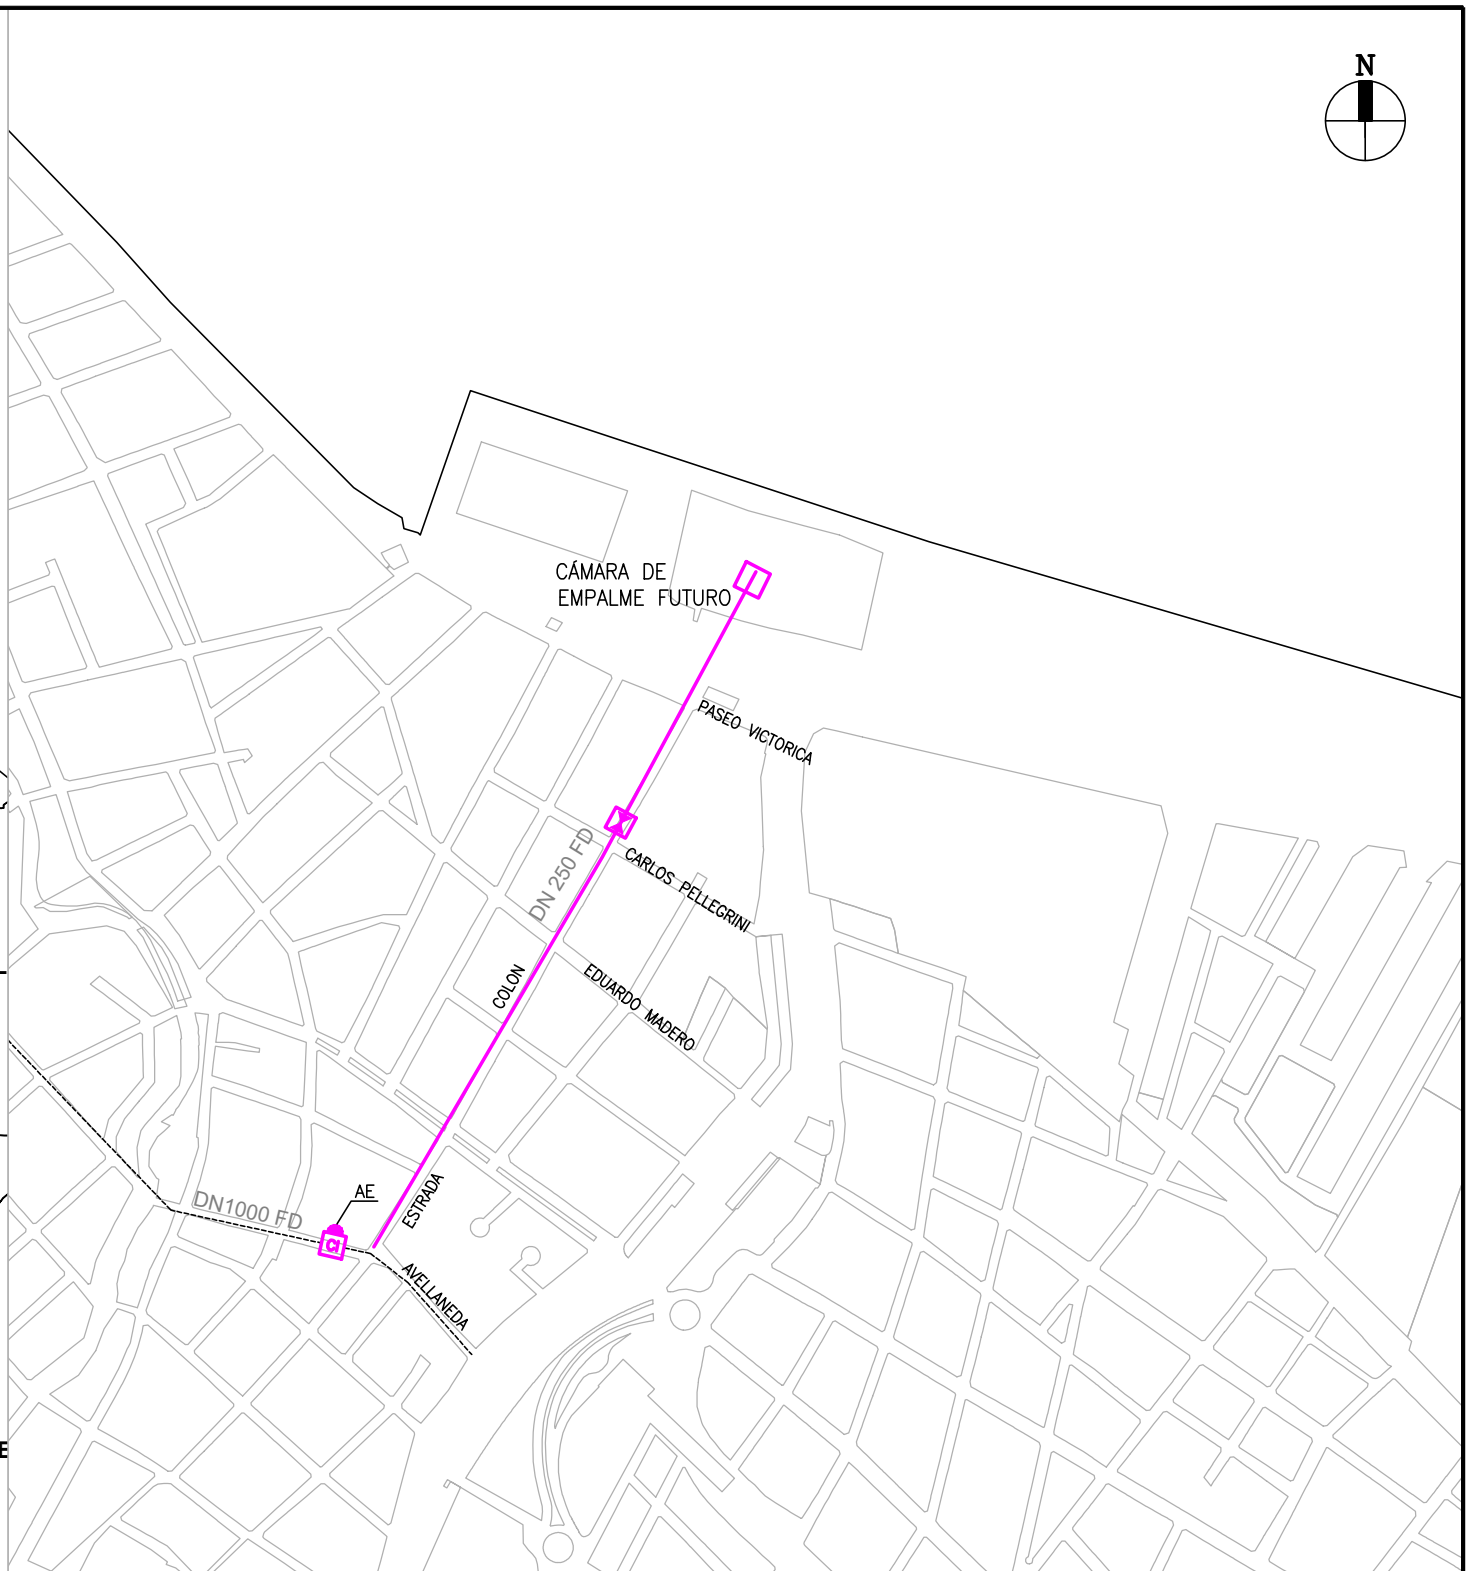 N
CÁMARA DE
EMPALME FUTURO
PASEO VICTORICA
DN 250 FD
CARLOS PELLEGRINI
COLON
EDUARDO MADERO
ESTRADA
AE
DN1000 FD
AVELLANEDA
E